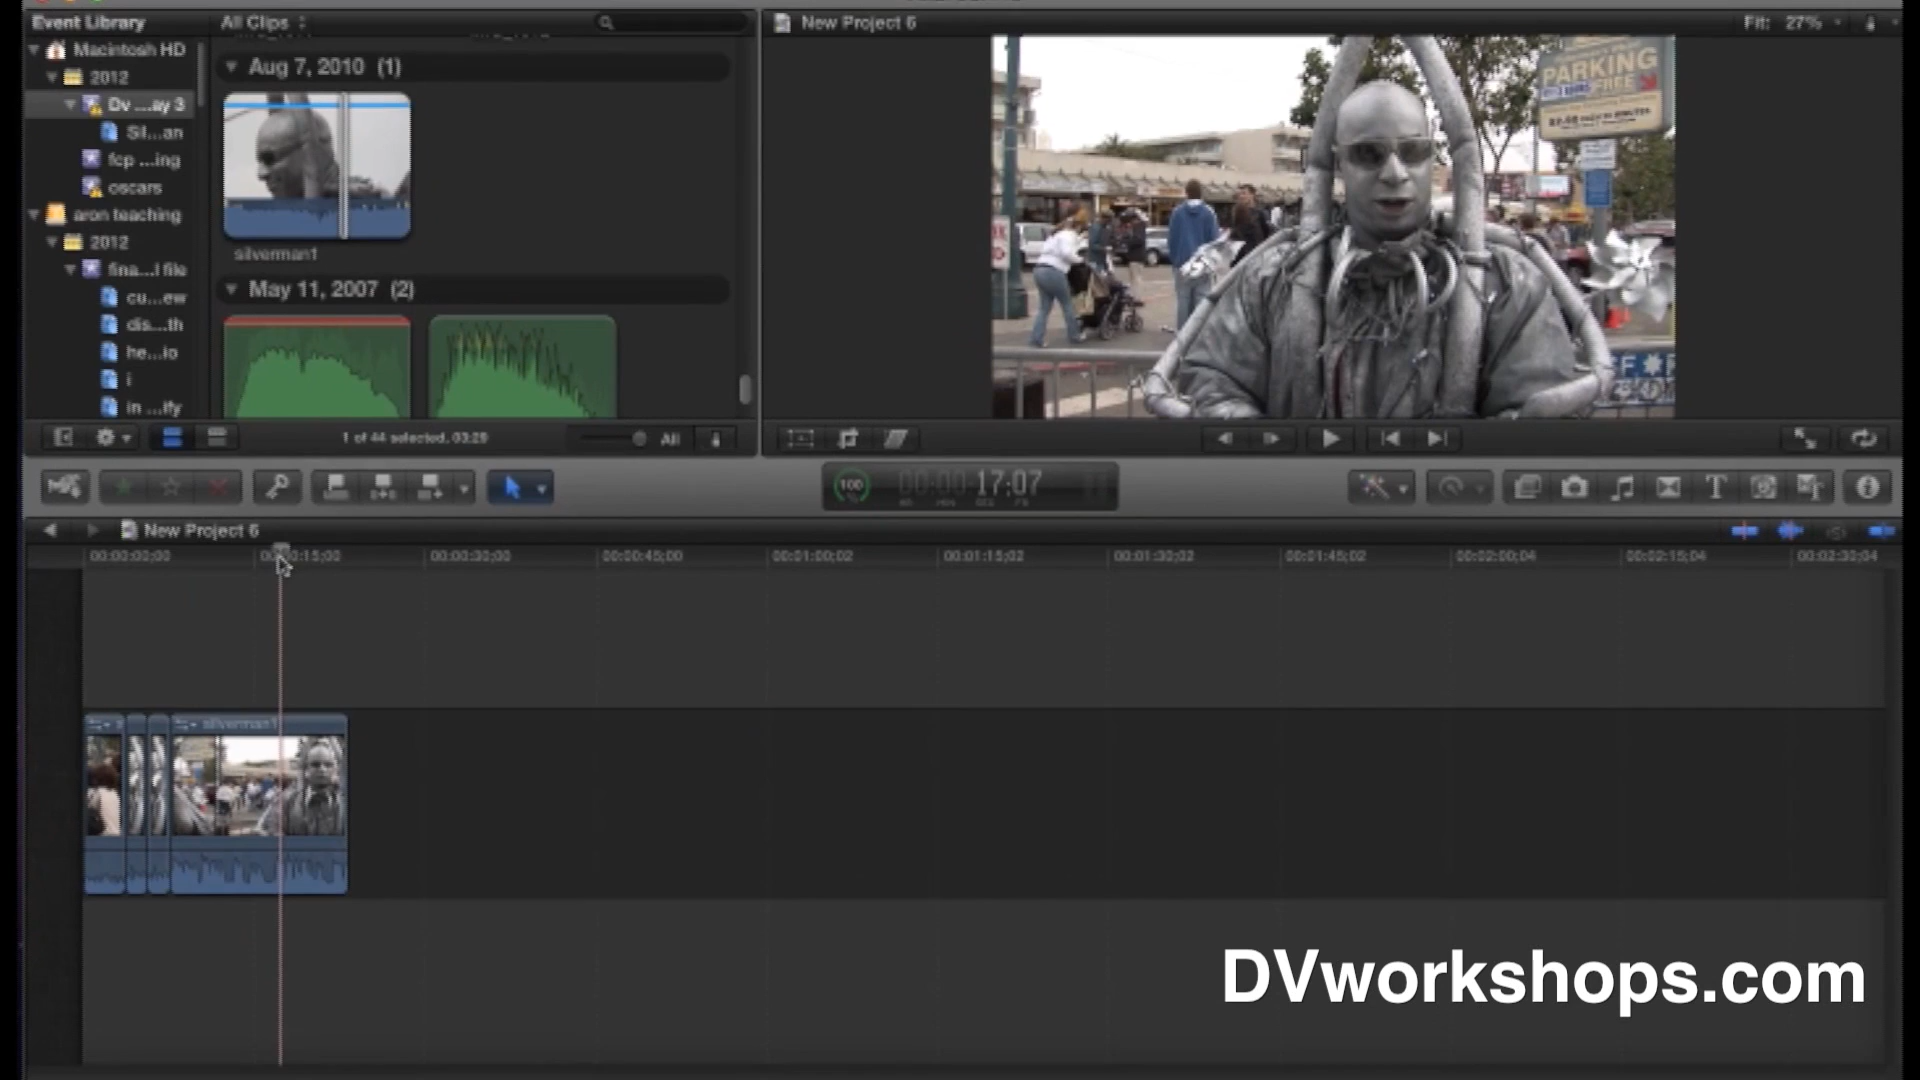 Event Library
All Clips
New Project 6
Fit: 27%
Macintosh HD
2012
Dv ...ay 3
Sil...an
fcp ...ing
oscars
aron teaching
2012
fina...l file
cu...ew
dis...th
he...io
i
in ...ify
Aug 7, 2010 (1)
silverman1
May 11, 2007 (2)
PARKING
FREE
1 of 44 selected, 03:29
All
100
00:00:17:07
New Project 6
00:00:00;00
00:00:15;00
00:00:30;00
00:00:45;00
00:01:00;02
00:01:15;02
00:01:30;02
00:01:45;02
00:02:00;04
00:02:15;04
00:02:30;04
silverman1
DVworkshops.com